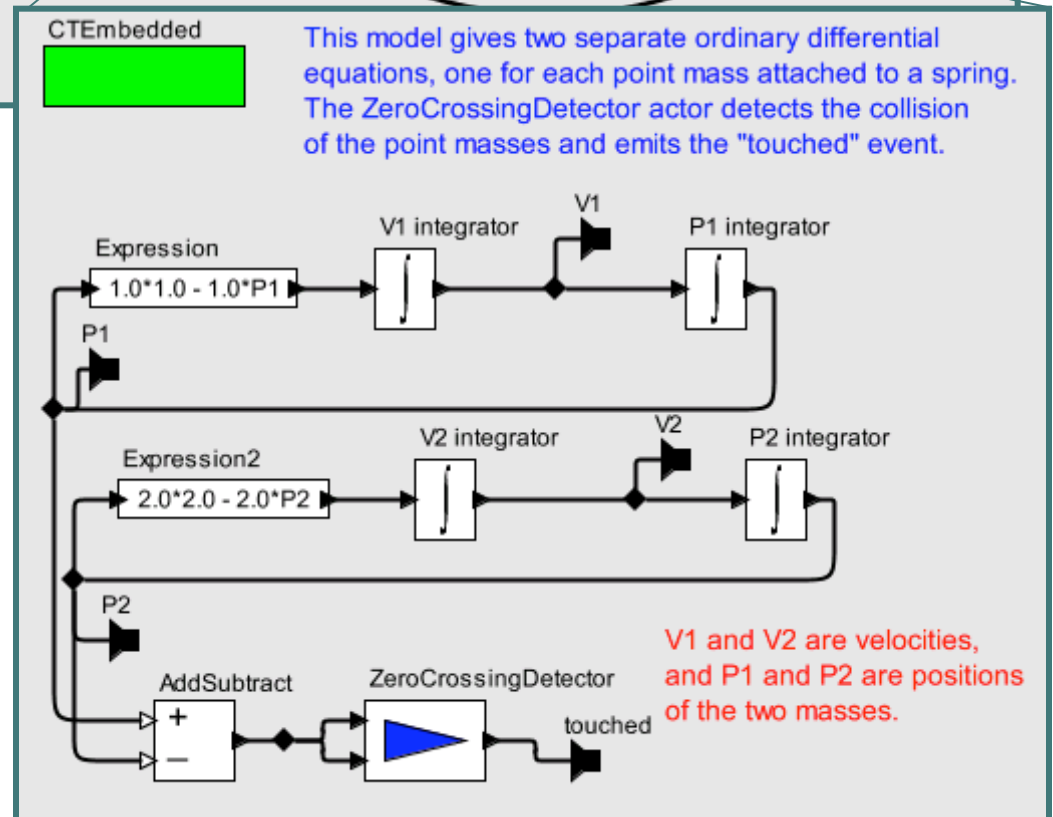 CTEmbedded
This model gives two separate ordinary differential
equations, one for each point mass attached to a spring.
The ZeroCrossingDetector actor detects the collision
of the point masses and emits the "touched" event.
V1
V1 integrator
P1 integrator
Expression
1.0*1.0 - 1.0*P1
P1
V2
V2 integrator
P2 integrator
Expression2
2.0*2.0 - 2.0*P2
P2
V1 and V2 are velocities,
and P1 and P2 are positions
of the two masses.
AddSubtract
ZeroCrossingDetector
touched
+
–